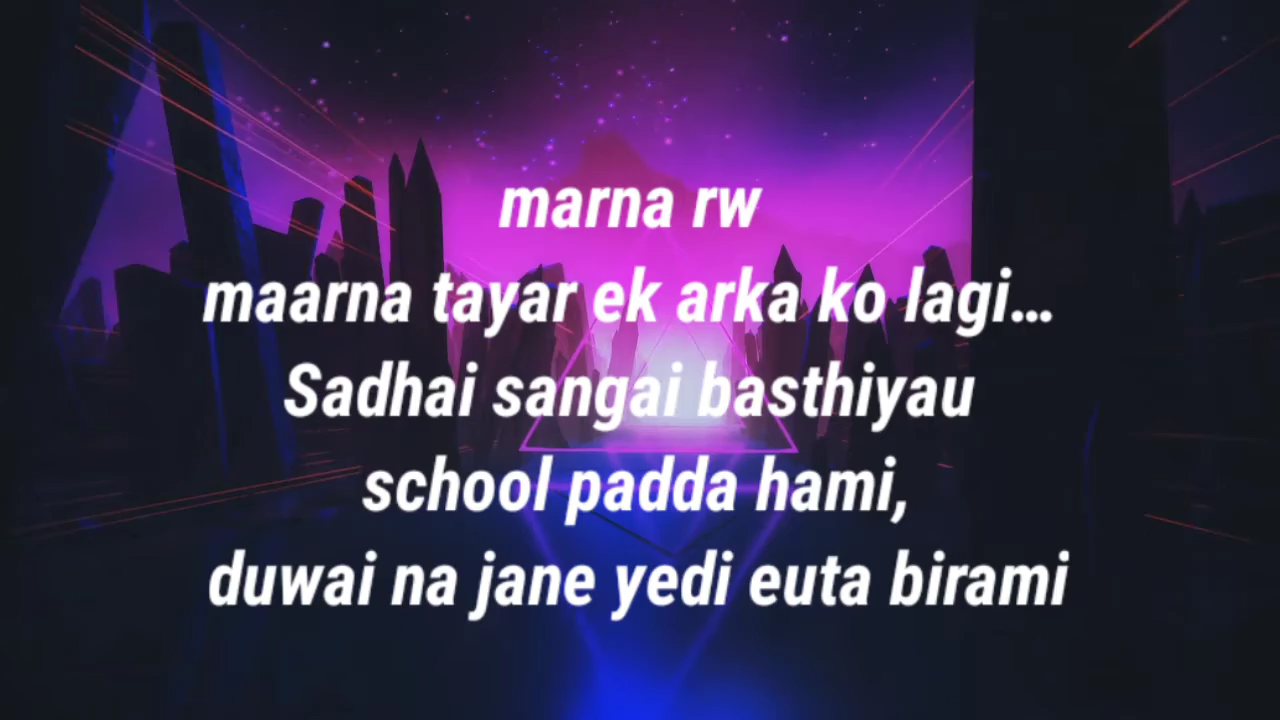 marna rw
maarna tayar ek arka ko lagi...
Sadhai sangai basthiyau
school padda hami,
duwai na jane yedi euta birami